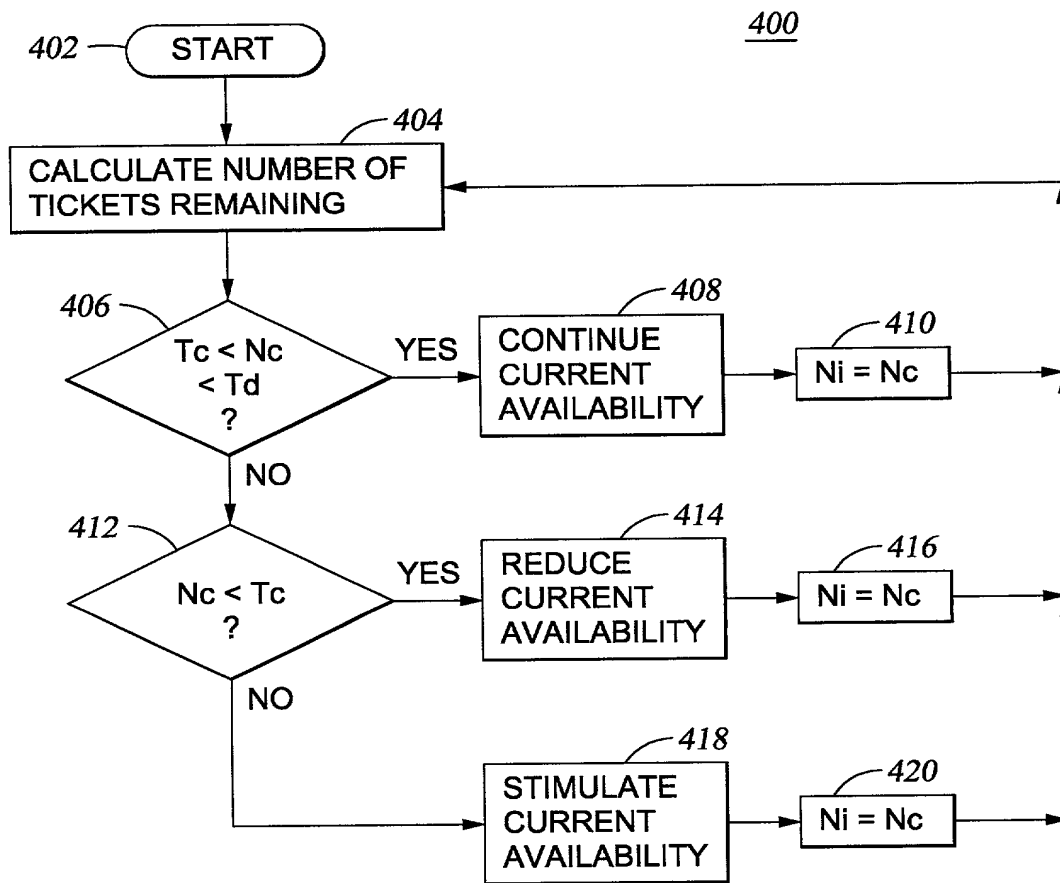 400
402
START
404
CALCULATE NUMBER OF
TICKETS REMAINING
406
Tc < Nc
< Td
?
YES
NO
408
CONTINUE
CURRENT
AVAILABILITY
410
Ni = Nc
412
Nc < Tc
?
YES
NO
414
REDUCE
CURRENT
AVAILABILITY
416
Ni = Nc
418
STIMULATE
CURRENT
AVAILABILITY
420
Ni = Nc